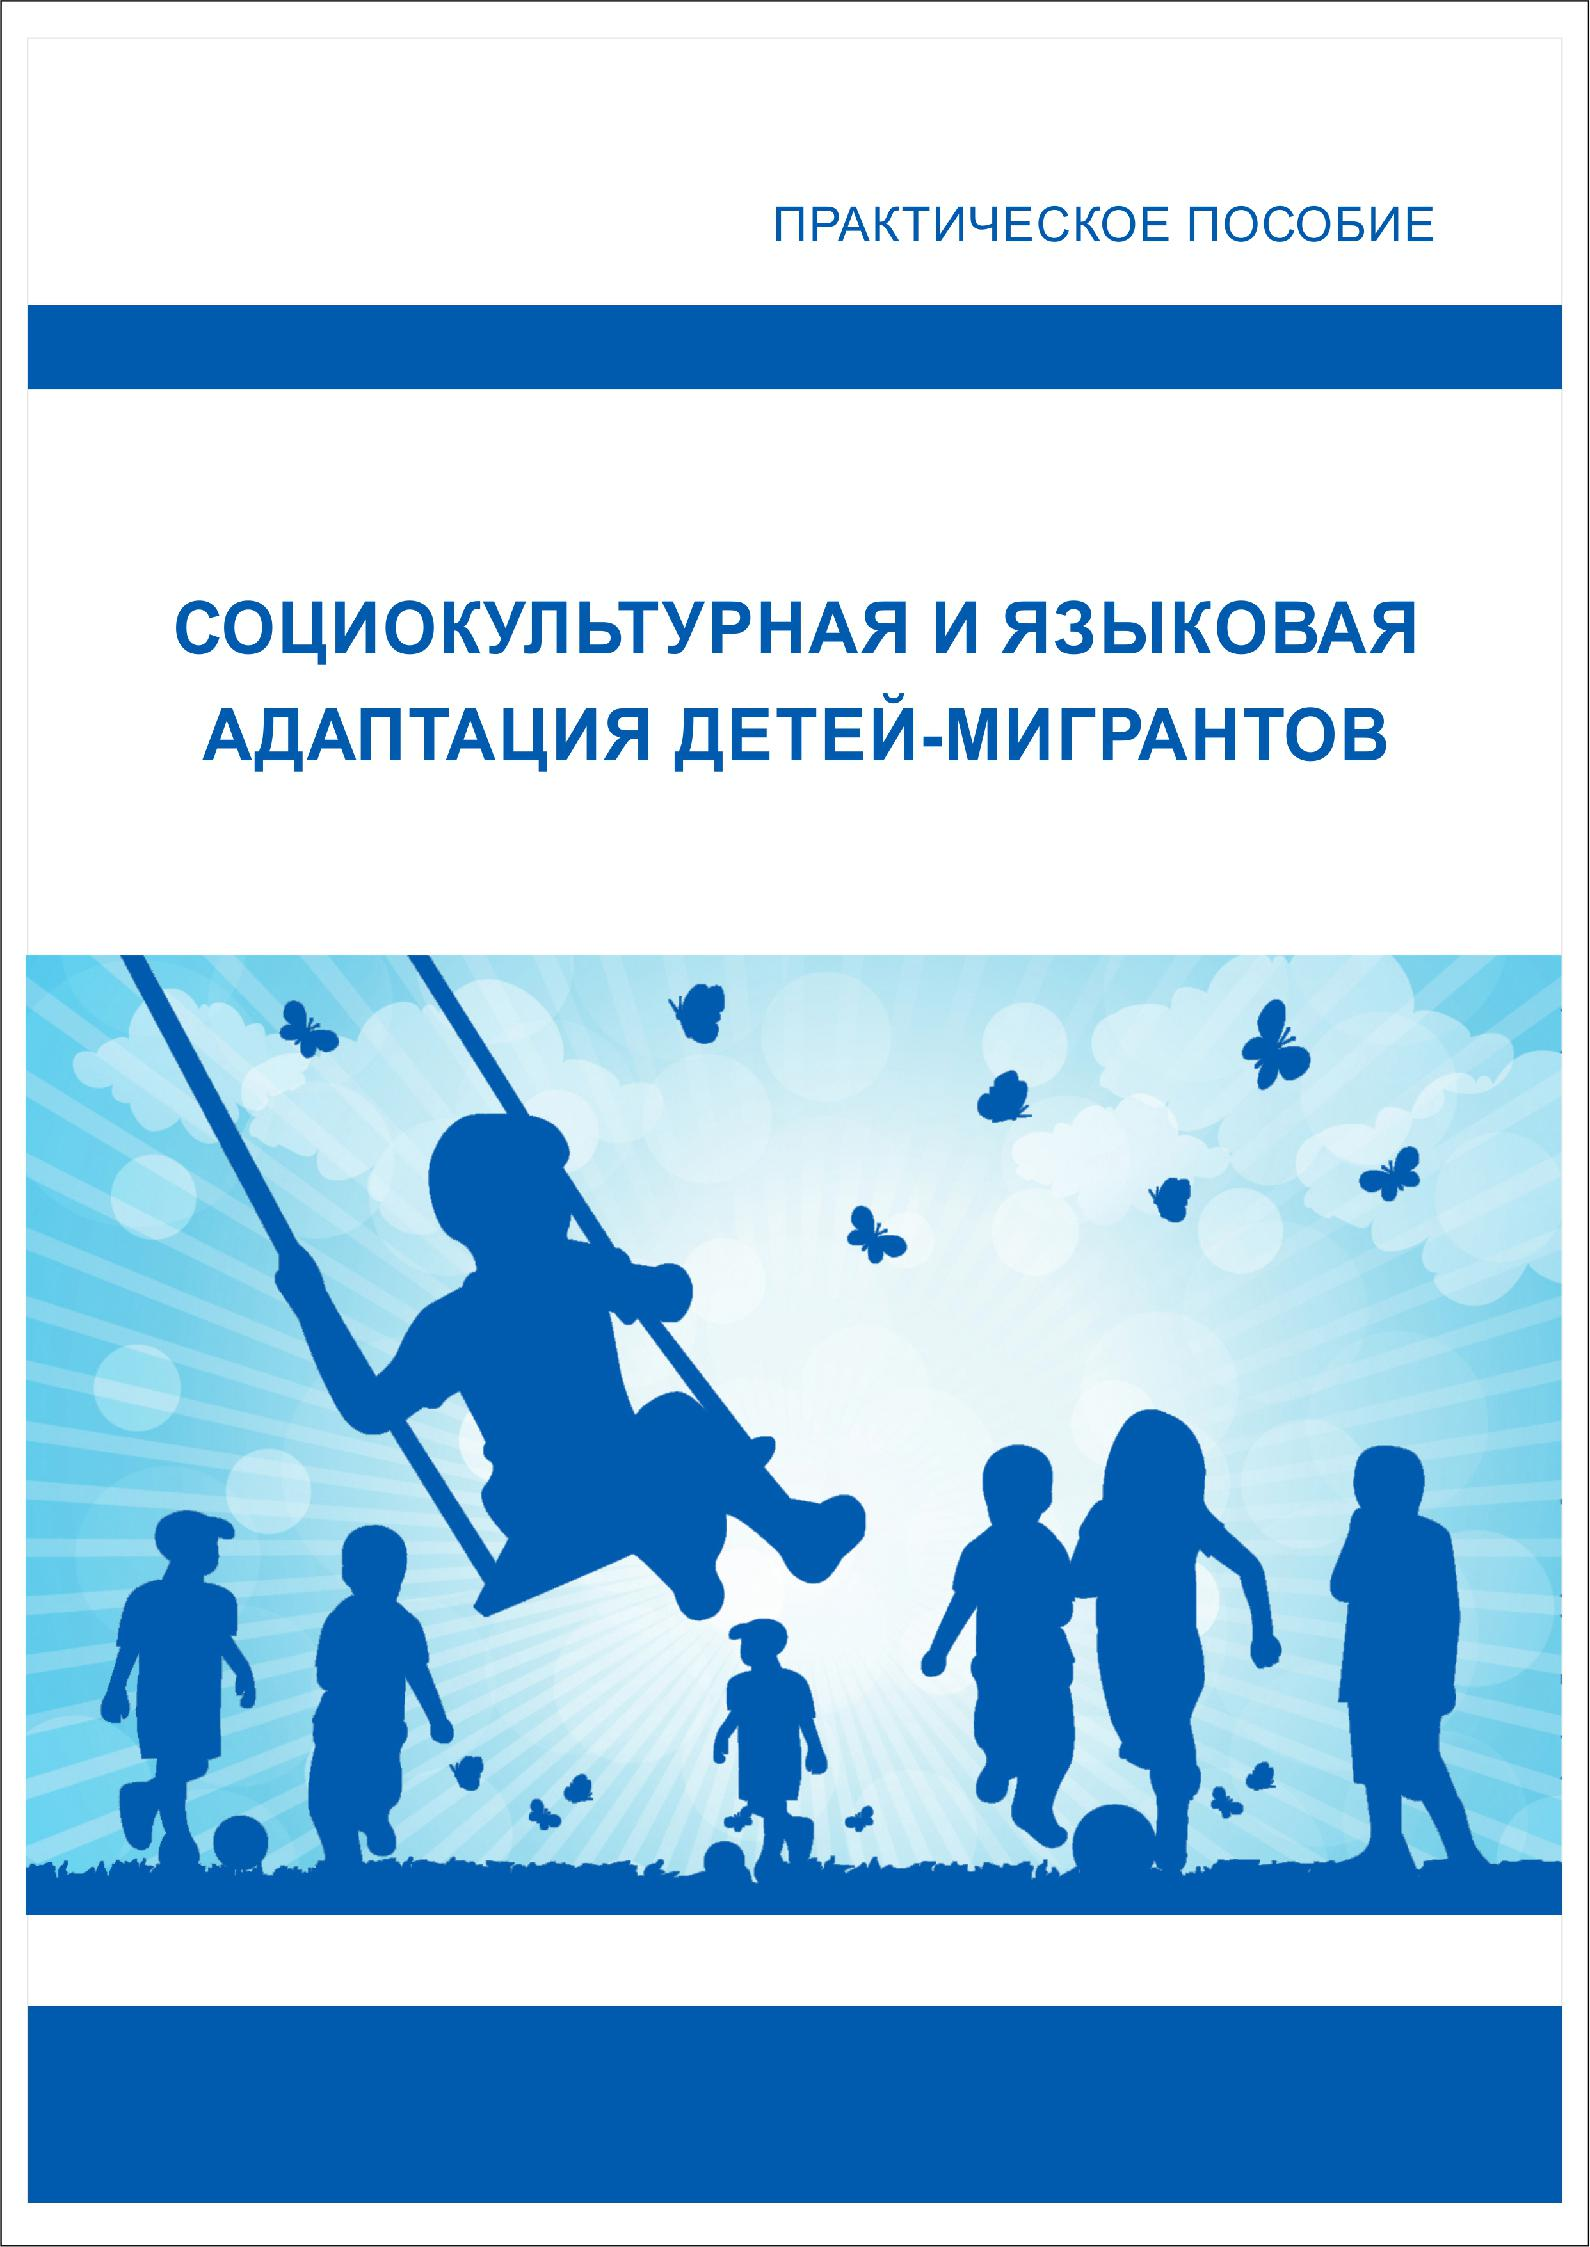 ПРАКТИЧЕСКОЕ ПОСОБИЕ
СОЦИОКУЛЬТУРНАЯ И ЯЗЫКОВАЯ
АДАПТАЦИЯ ДЕТЕЙ-МИГРАНТОВ